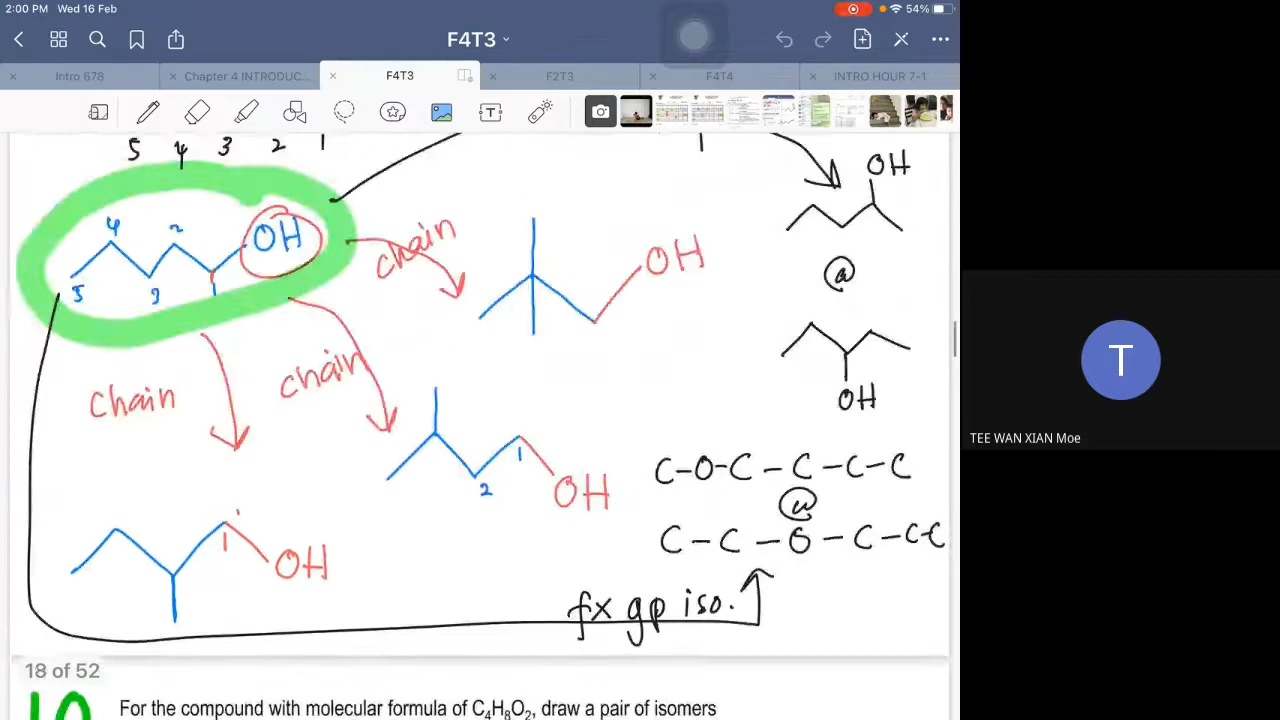 2:00 PM Wed 16 Feb
54%
F4T3
Intro 678
Chapter 4 INTRODUC...
F4T3
F2T3
F4T4
INTRO HOUR 7-1
5 4 3 2 1
1
OH
4 2 OH
5 3
chain
OH
@
chain
chain
OH
OH
1
2
OH
C-O-C-C-C-C
@
C-C-O-C-C-C
1
OH
fx gp iso.
18 of 52
For the compound with molecular formula of C₄H₈O₂, draw a pair of isomers
T
TEE WAN XIAN Moe